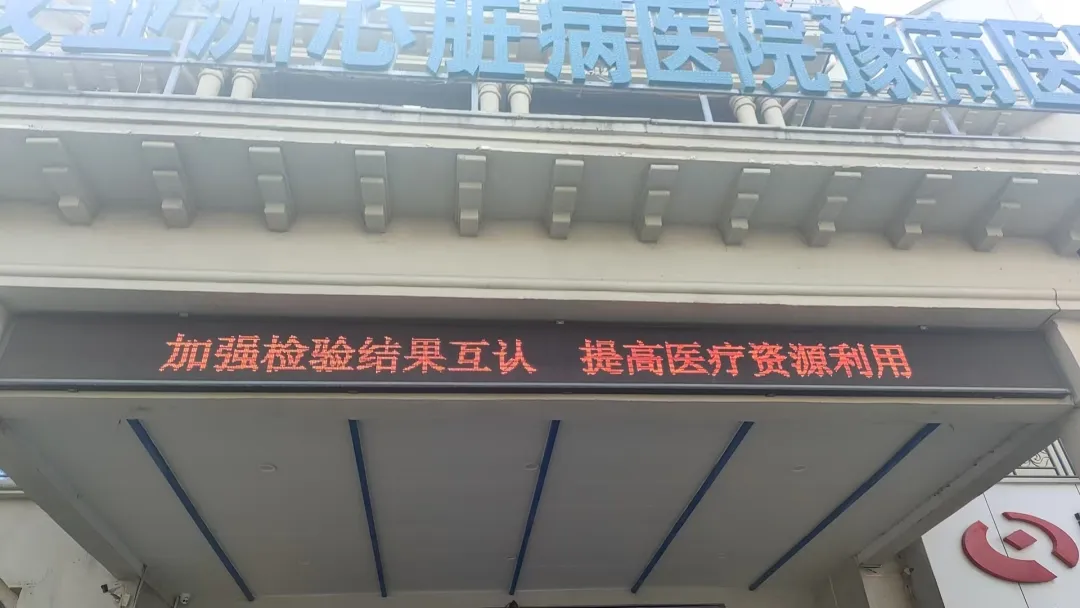 亚洲心脏病医院豫南医
加强检验结果互认 提高医疗资源利用